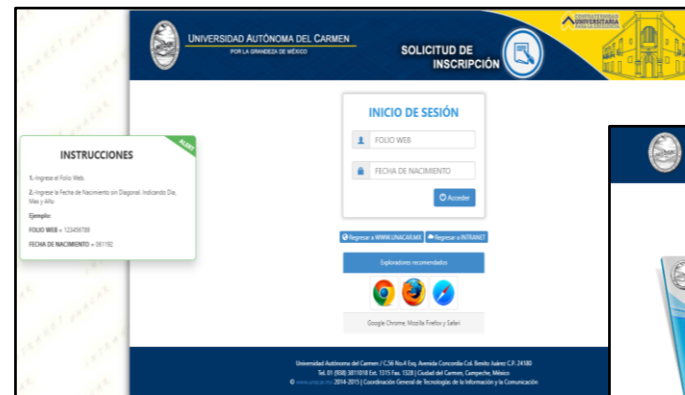 UNIVERSIDAD AUTÓNOMA DEL CARMEN
POR LA GRANDEZA DE MÉXICO
SOLICITUD DE
INSCRIPCIÓN
UNIVERSITARIA
INICIO DE SESIÓN
FOLIO WEB
FECHA DE NACIMIENTO
Acceder
Regresar a WWW.UNACAR.MX
Regresar a INTRANET
Exploradores recomendados
Google Chrome, Mozilla Firefox y Safari
ALERT
INSTRUCCIONES
1.-Ingrese el Folio Web.
2.-Ingrese la Fecha de Nacimiento sin Diagonal. Indicando Dia,
Mes y Año.
Ejemplo:
FOLIO WEB = 123456789
FECHA DE NACIMIENTO = 081192
Universidad Autónoma del Carmen / C.56 No.4 Esq. Avenida Concordia Col. Benito Juárez C.P. 24180
Tel. 01 (938) 3811018 Ext. 1315 Fax. 1328 | Ciudad del Carmen, Campeche, México
© www.unacar.mx 2014-2015 | Coordinación General de Tecnologías de la Información y la Comunicación